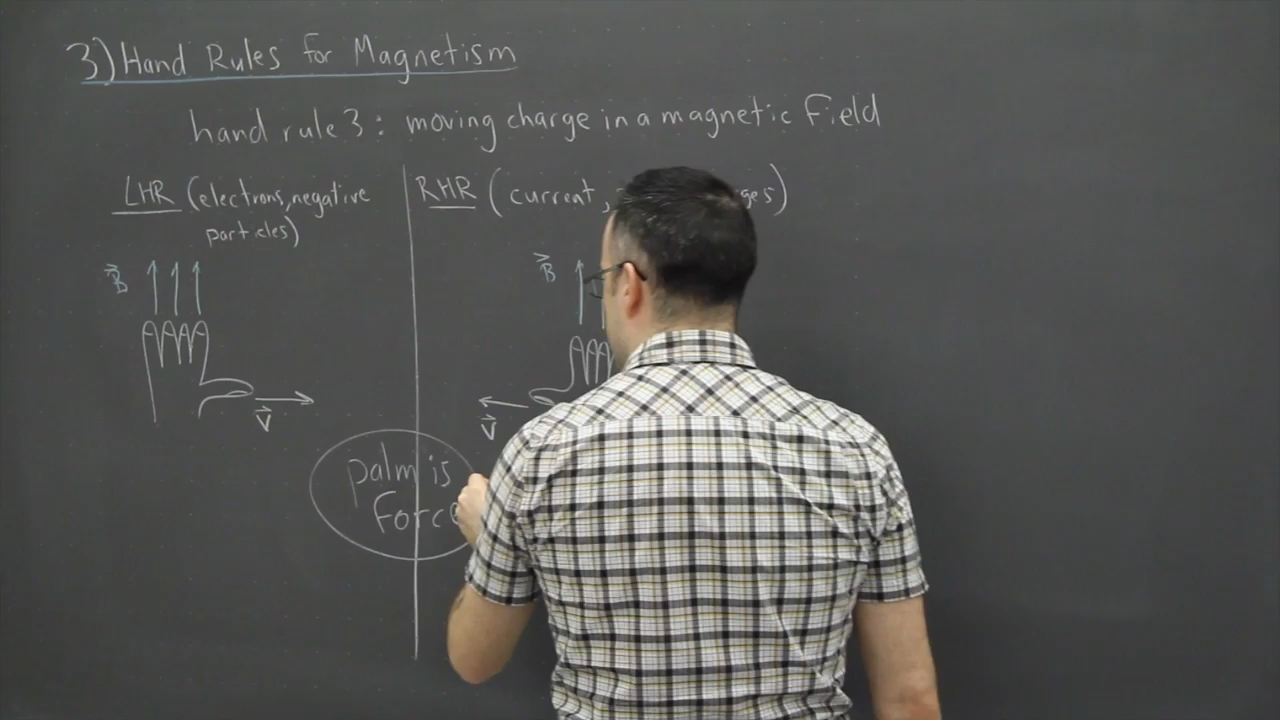 3) Hand Rules for Magnetism
hand rule 3: moving charge in a magnetic field
LHR (electrons, negative
particles)
RHR (current,
B
V
B
V
palm is
Force